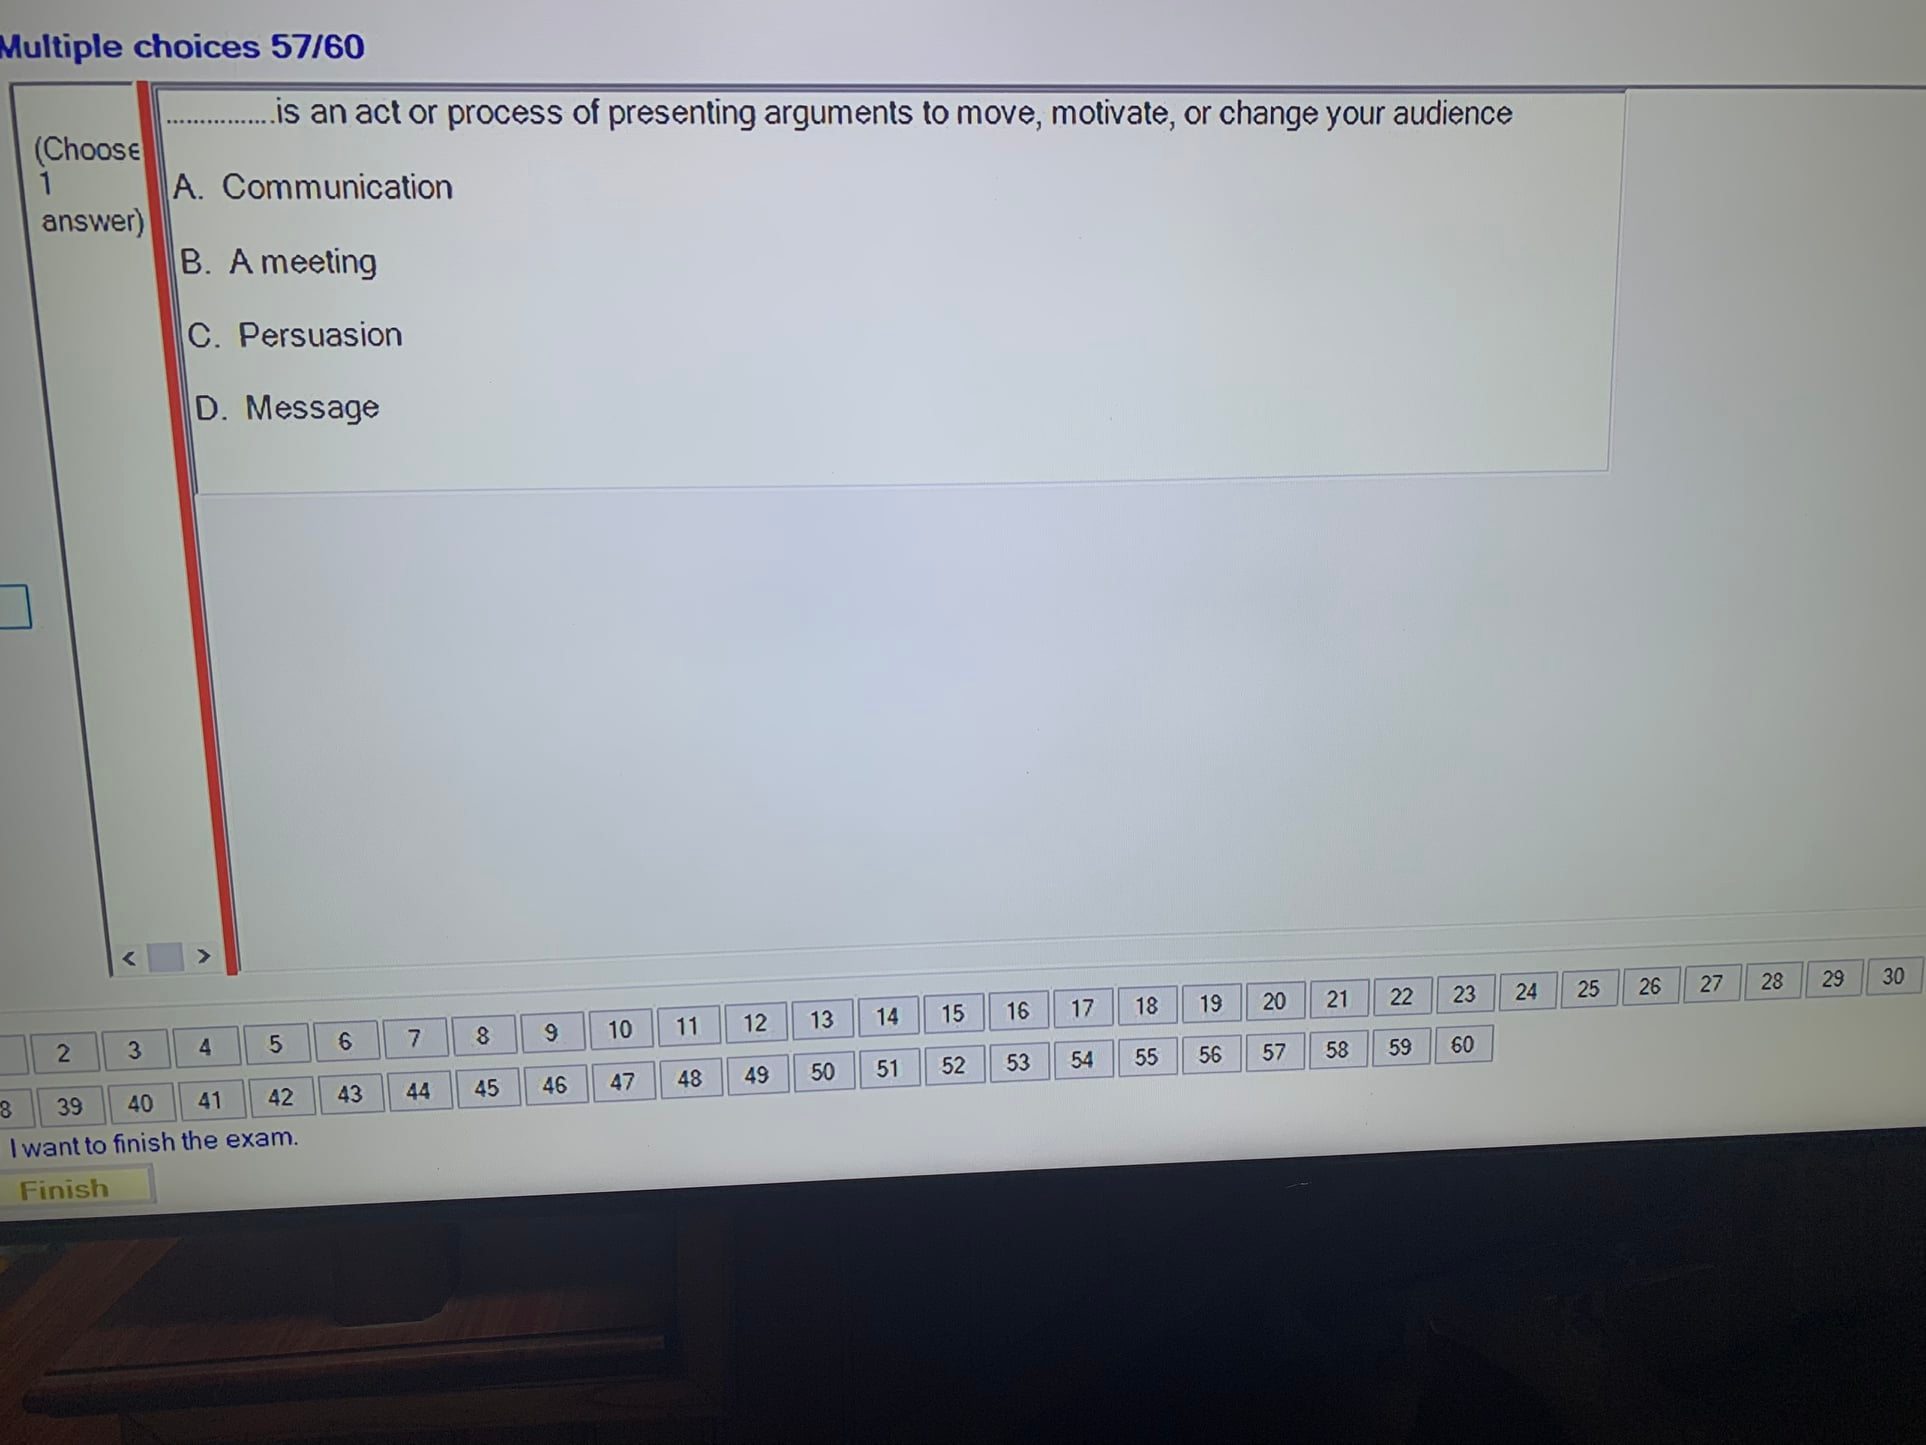 Multiple choices 57/60
(Choose
1
answer)
................is an act or process of presenting arguments to move, motivate, or change your audience
A. Communication
B. A meeting
C. Persuasion
D. Message
< >
2 3 4 5 6 7 8 9 10 11 12 13 14 15 16 17 18 19 20 21 22 23 24 25 26 27 28 29 30
8 39 40 41 42 43 44 45 46 47 48 49 50 51 52 53 54 55 56 57 58 59 60
I want to finish the exam.
Finish